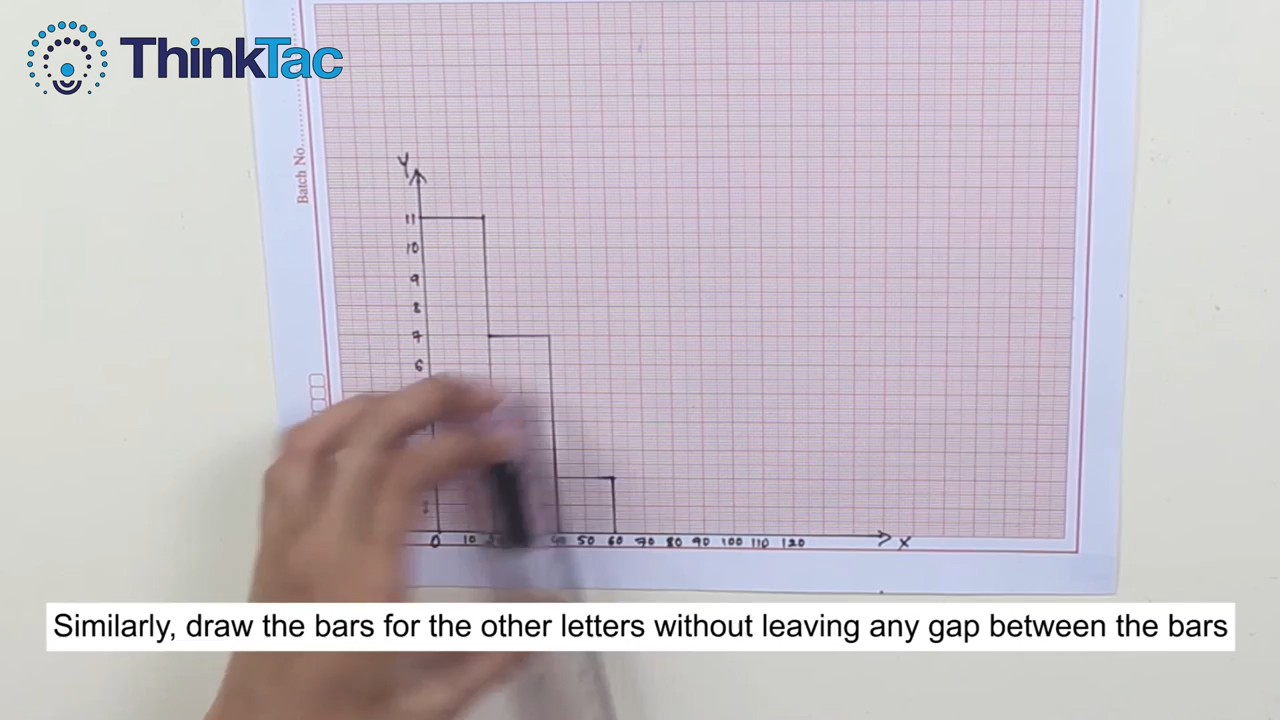 ThinkTac
Batch No.
Y
11
10
9
8
7
6
0 10 40 50 60 70 80 90 100 110 120 X
Similarly, draw the bars for the other letters without leaving any gap between the bars